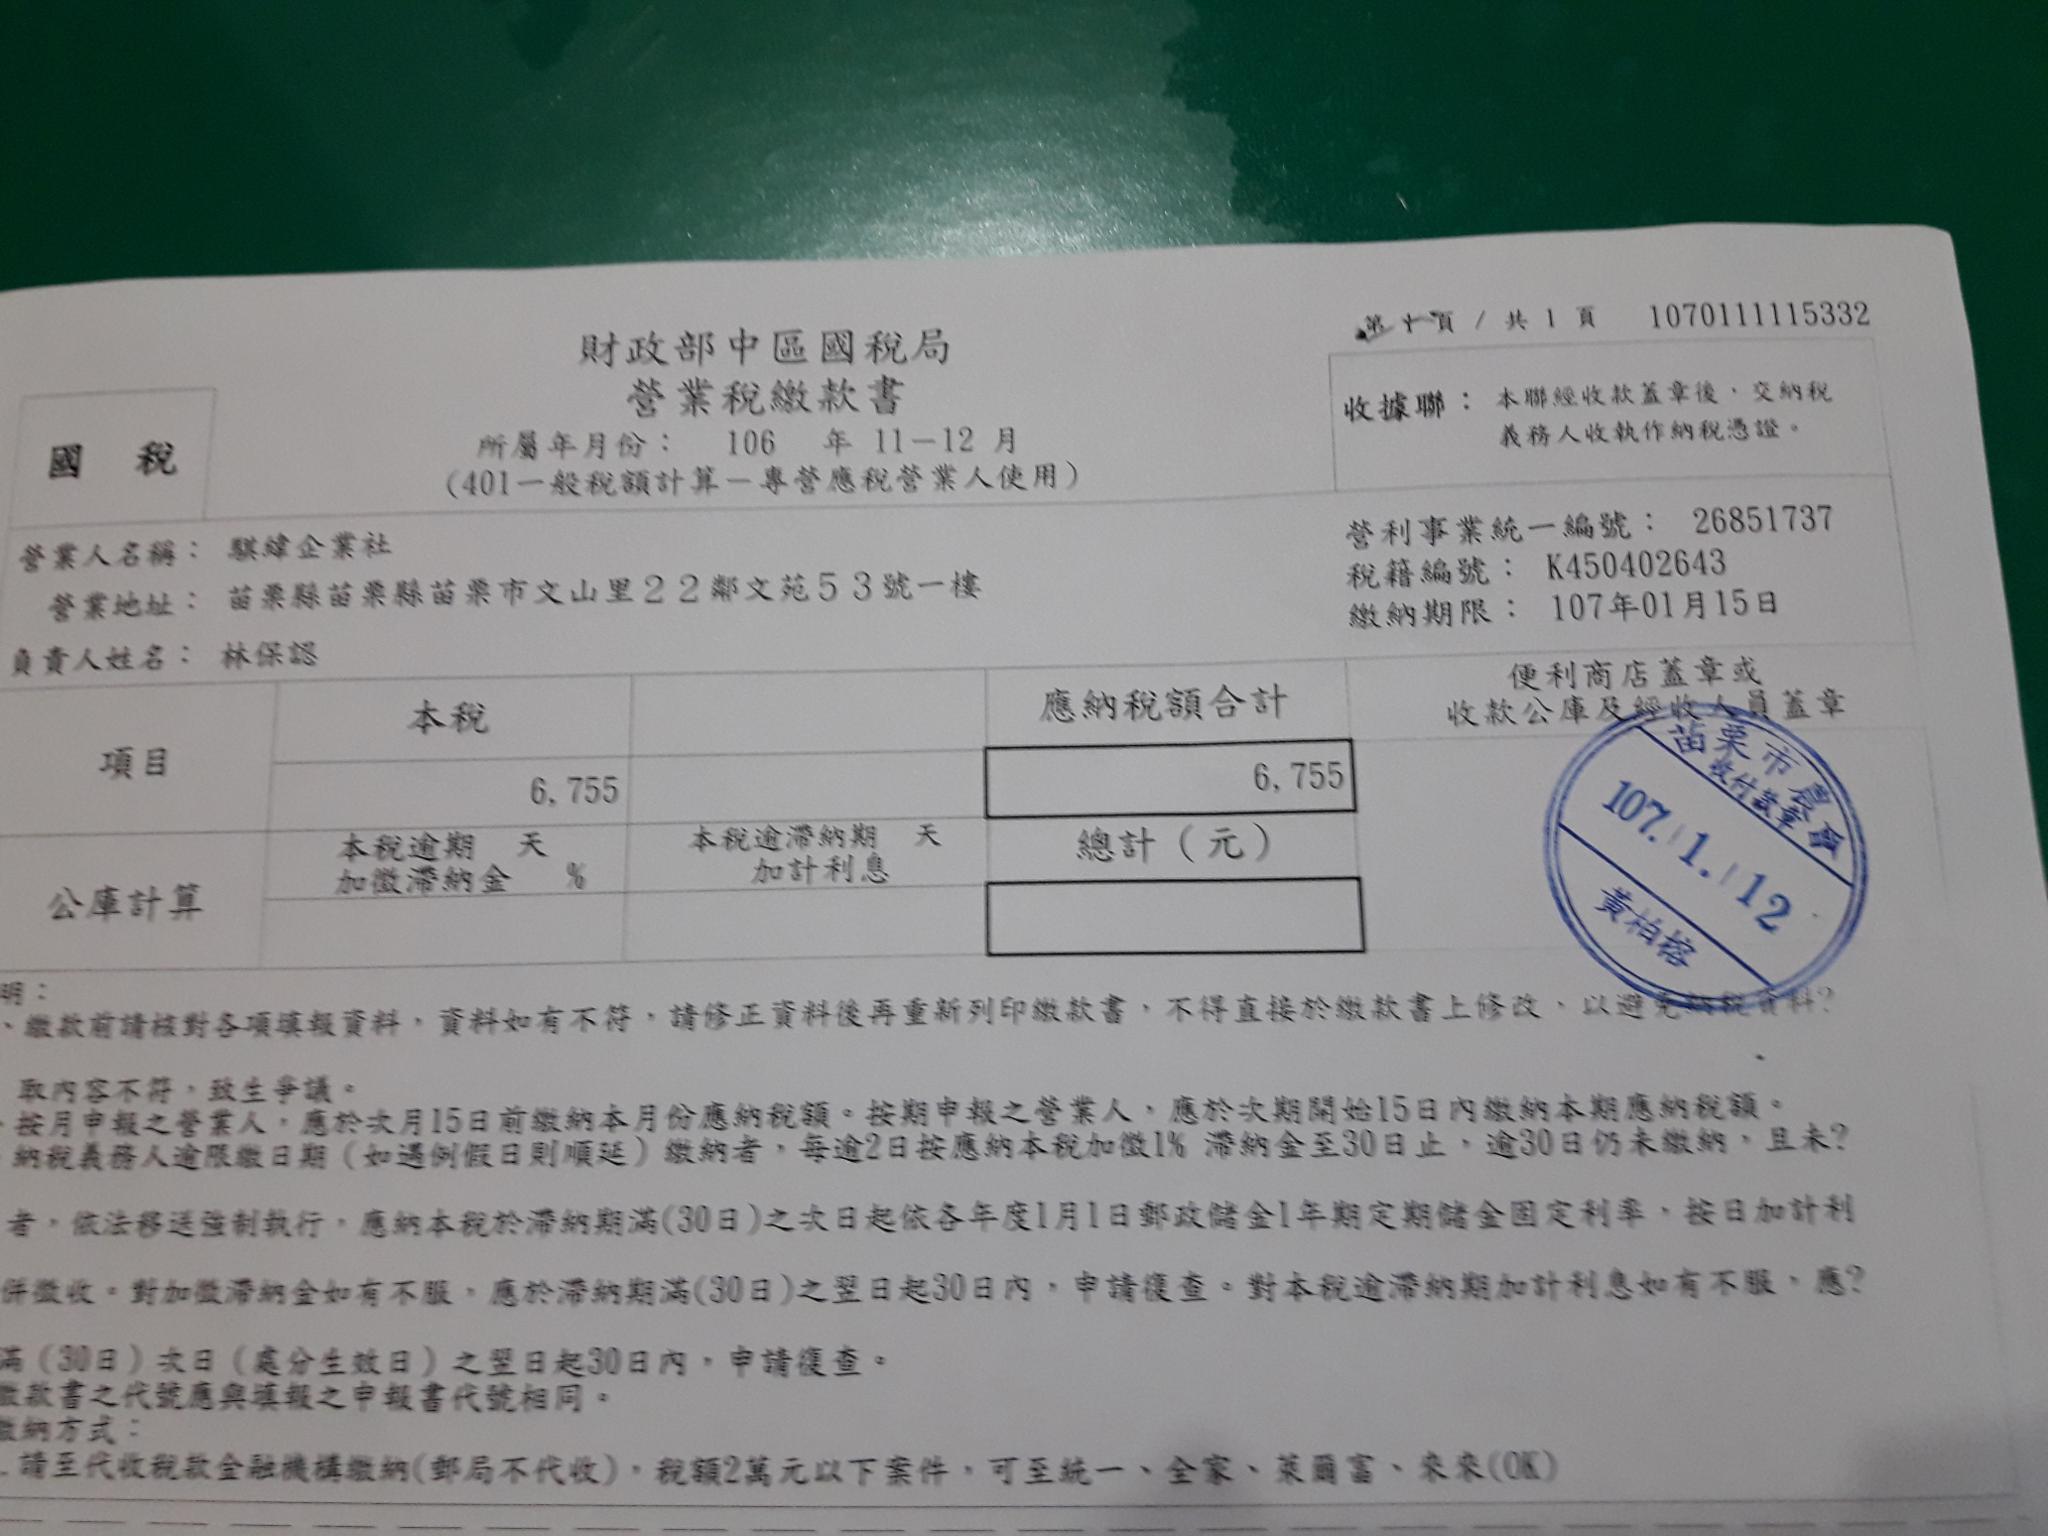 第1頁 / 共1頁 1070111115332
財政部中區國稅局
營業稅繳款書
所屬年月份： 106 年 11－12 月
(401一般稅額計算－專營應稅營業人使用)
國 稅
收據聯： 本聯經收款蓋章後，交納稅
義務人收執作納稅憑證。
營業人名稱： 騏緯企業社
營業地址： 苗栗縣苗栗縣苗栗市文山里２２鄰文苑５３號一樓
負責人姓名： 林保認
營利事業統一編號： 26851737
稅籍編號： K450402643
繳納期限： 107年01月15日
項目
本稅
應納稅額合計
便利商店蓋章或
收款公庫及經收人員蓋章
6,755
6,755
公庫計算
本稅逾期 天
加徵滯納金 %
本稅逾滯納期 天
加計利息
總計（元）
苗栗市農會
收付款章
107. 1. 12
黃柏榕
明：
、繳款前請核對各項填報資料，資料如有不符，請修正資料後再重新列印繳款書，不得直接於繳款書上修改，以避免納稅資料?
取內容不符，致生爭議。
按月申報之營業人，應於次月15日前繳納本月份應納稅額。按期申報之營業人，應於次期開始15日內繳納本期應納稅額。
納稅義務人逾限繳日期（如遇例假日則順延）繳納者，每逾2日按應納本稅加徵1% 滯納金至30日止，逾30日仍未繳納，且未?
者，依法移送強制執行，應納本稅於滯納期滿(30日)之次日起依各年度1月1日郵政儲金1年期定期儲金固定利率，按日加計利
併徵收。對加徵滯納金如有不服，應於滯納期滿(30日)之翌日起30日內，申請復查。對本稅逾滯納期加計利息如有不服，應?
滿（30日）次日（處分生效日）之翌日起30日內，申請復查。
繳款書之代號應與填報之申報書代號相同。
繳納方式：
.請至代收稅款金融機構繳納(郵局不代收)，稅額2萬元以下案件，可至統一、全家、萊爾富、來來(OK)